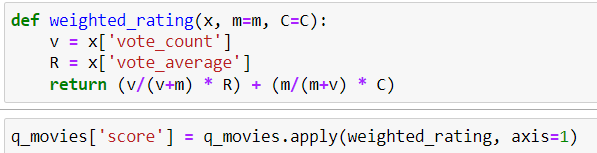 def weighted_rating(x, m=m, C=C):
    v = x['vote_count']
    R = x['vote_average']
    return (v/(v+m) * R) + (m/(m+v) * C)
q_movies['score'] = q_movies.apply(weighted_rating, axis=1)